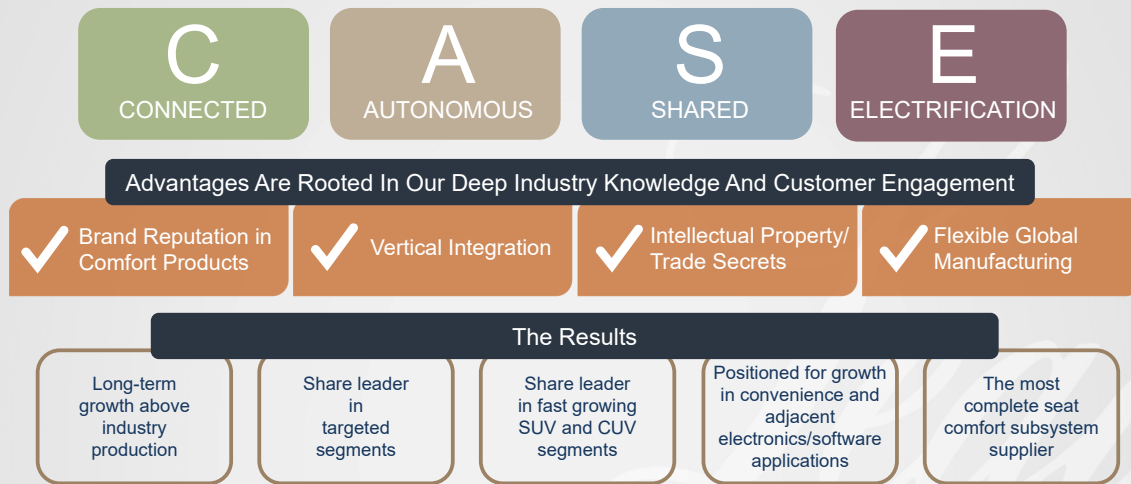 C
CONNECTED
A
AUTONOMOUS
S
SHARED
E
ELECTRIFICATION
Advantages Are Rooted In Our Deep Industry Knowledge And Customer Engagement
Brand Reputation in
Comfort Products
Vertical Integration
Intellectual Property/
Trade Secrets
Flexible Global
Manufacturing
The Results
Long-term
growth above
industry
production
Share leader
in
targeted
segments
Share leader
in fast growing
SUV and CUV
segments
Positioned for growth
in convenience and
adjacent
electronics/software
applications
The most
complete seat
comfort subsystem
supplier